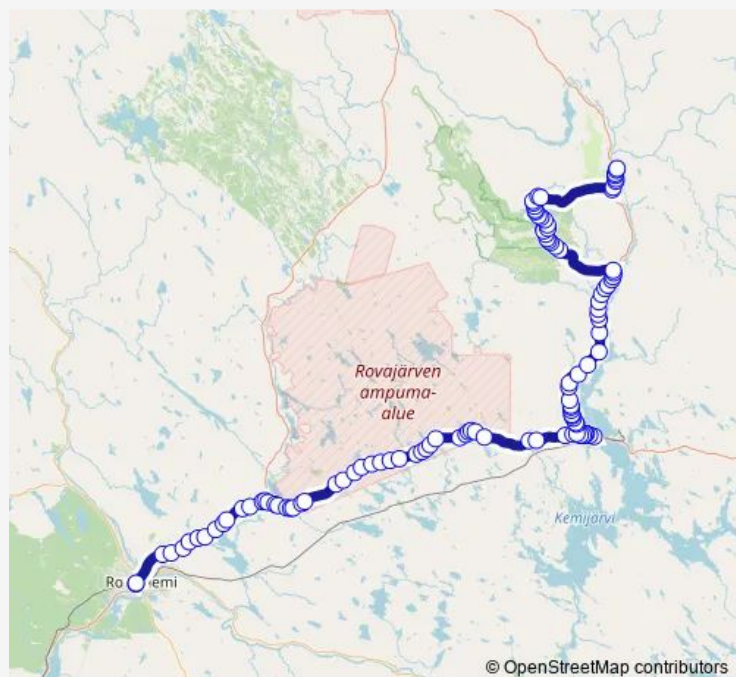 Rovajärven
ampuma-
alue
Kemijärvi
© OpenStreetMap contributors